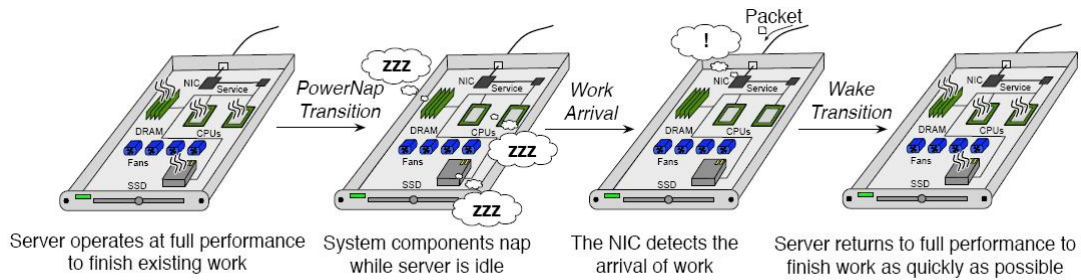 Packet
zzz
!
NIC
Service
DRAM
CPUs
Fans
SSD
PowerNap
Transition
NIC
Service
DRAM
CPUs
Fans
SSD
zzz
zzz
Work
Arrival
NIC
Service
DRAM
CPUs
Fans
SSD
Wake
Transition
NIC
Service
DRAM
CPUs
Fans
SSD
Server operates at full performance
to finish existing work
System components nap
while server is idle
The NIC detects the
arrival of work
Server returns to full performance to
finish work as quickly as possible